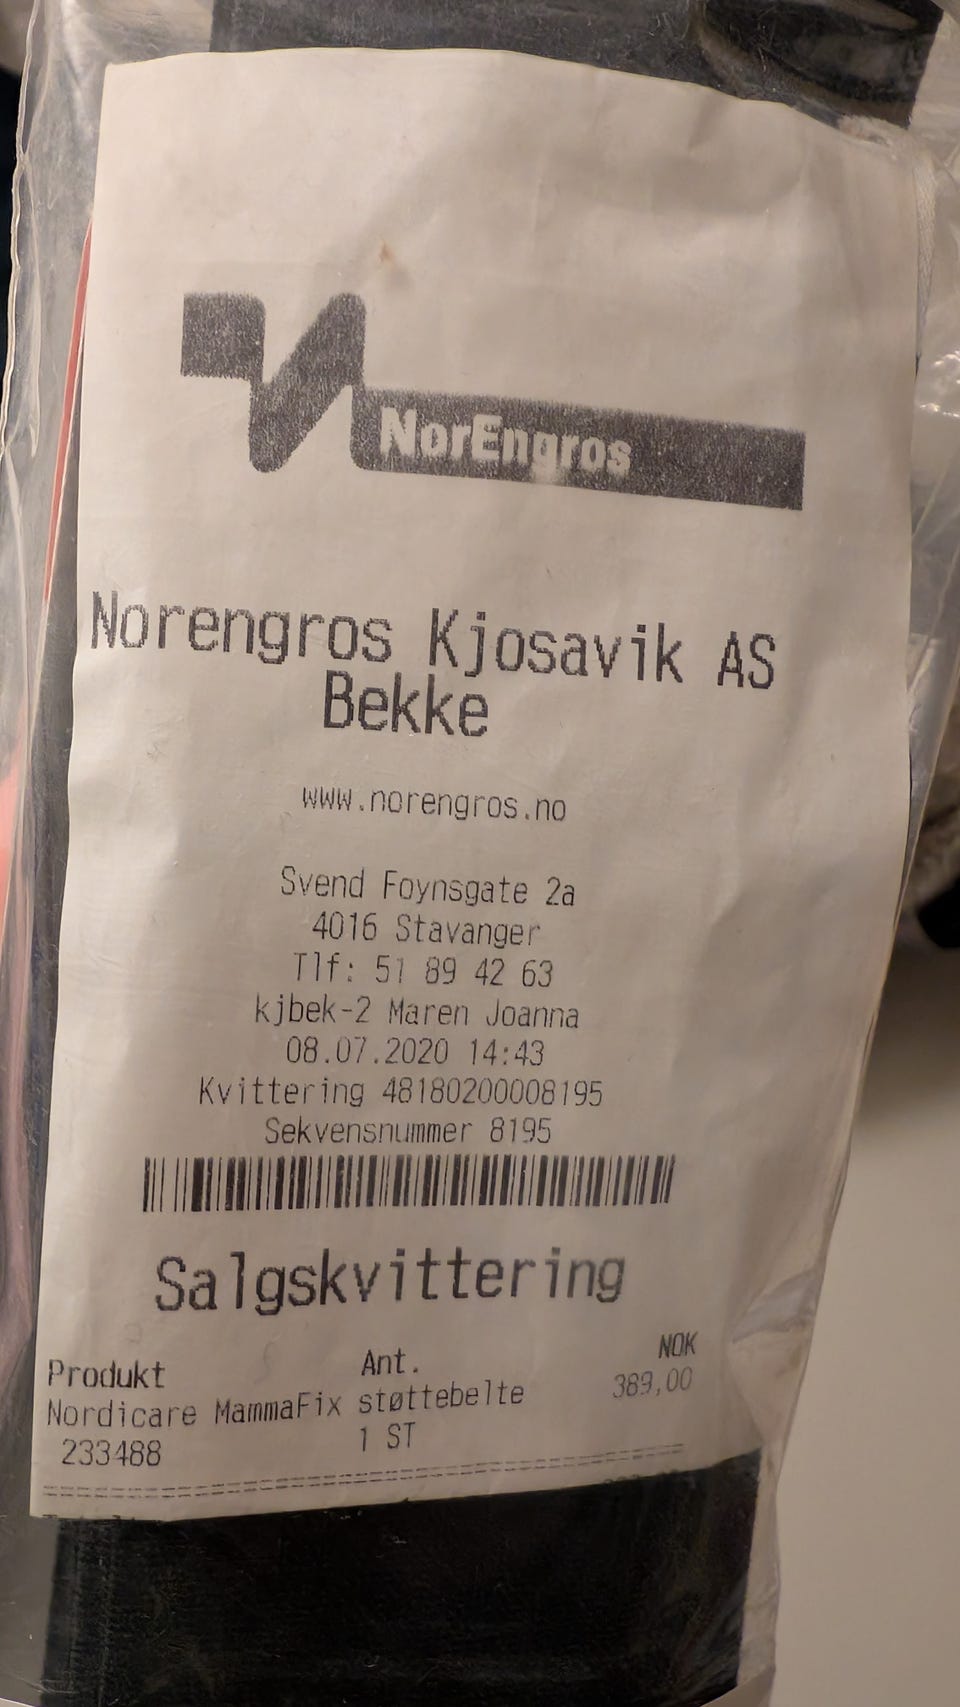 NorEngros
Norengros Kjosavik AS
Bekke
www.norengros.no
Svend Foynsgate 2a
4016 Stavanger
Tlf: 51 89 42 63
kjbek-2 Maren Joanna
08.07.2020 14:43
Kvittering 48180200008195
Sekvensnummer 8195
Salgskvittering
Produkt Ant. NOK
Nordicare MammaFix støttebelte 389,00
233488 1 ST